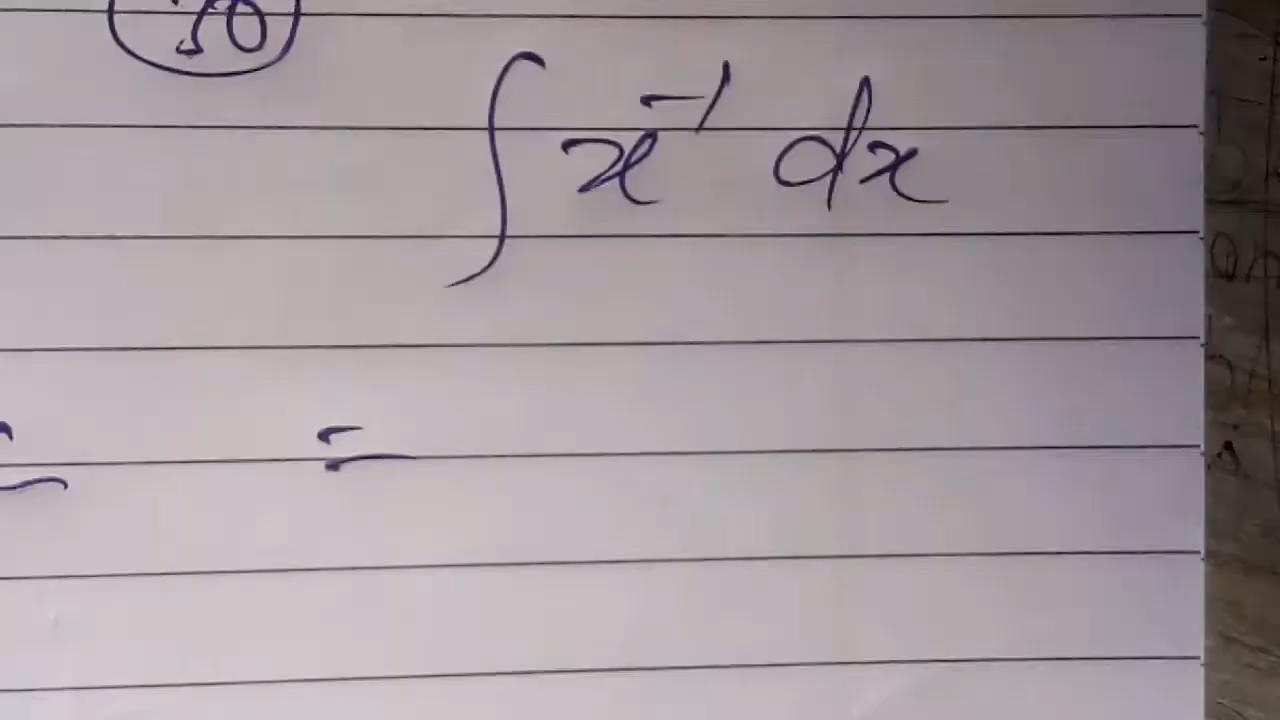 ∫ x⁻¹ dx
=